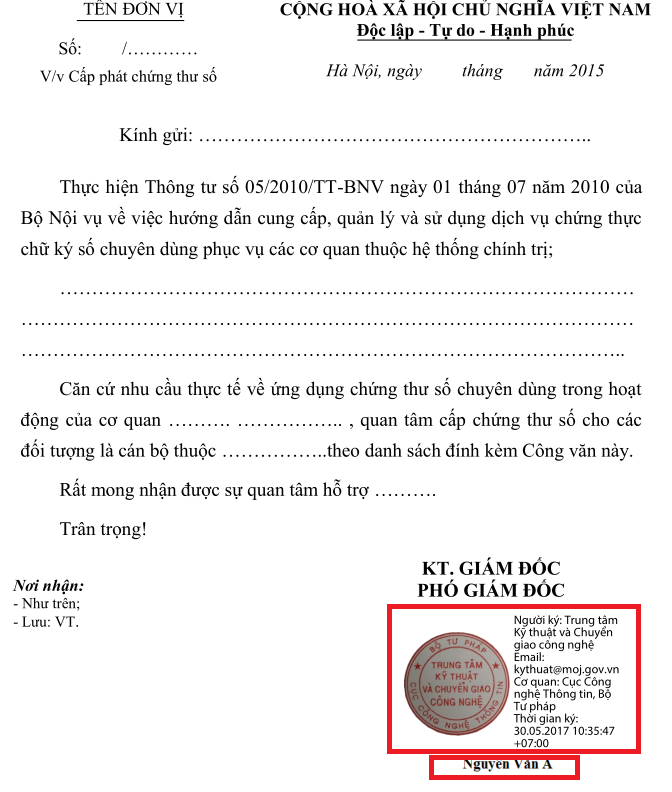 TÊN ĐƠN VỊ
CỘNG HOÀ XÃ HỘI CHỦ NGHĨA VIỆT NAM
Độc lập - Tự do - Hạnh phúc
Số: /…………
V/v Cấp phát chứng thư số
Hà Nội, ngày tháng năm 2015
Kính gửi: ……………………………………………………..
Thực hiện Thông tư số 05/2010/TT-BNV ngày 01 tháng 07 năm 2010 của
Bộ Nội vụ về việc hướng dẫn cung cấp, quản lý và sử dụng dịch vụ chứng thực
chữ ký số chuyên dùng phục vụ các cơ quan thuộc hệ thống chính trị;
………………………………………………………………………………
……………………………………………………………………………………
…………………………………………………………………………………..
Căn cứ nhu cầu thực tế về ứng dụng chứng thư số chuyên dùng trong hoạt
động của cơ quan ………. …………….. , quan tâm cấp chứng thư số cho các
đối tượng là cán bộ thuộc ……………..theo danh sách đính kèm Công văn này.
Rất mong nhận được sự quan tâm hỗ trợ ……….
Trân trọng!
KT. GIÁM ĐỐC
PHÓ GIÁM ĐỐC
Nơi nhận:
- Như trên;
- Lưu: VT.
BỘ TƯ PHÁP
TRUNG TÂM
KỸ THUẬT
VÀ CHUYỂN GIAO
CÔNG NGHỆ
CỤC CÔNG NGHỆ THÔNG TIN
Người ký: Trung tâm
Kỹ thuật và Chuyển
giao công nghệ
Email:
kythuat@moj.gov.vn
Cơ quan: Cục Công
nghệ Thông tin, Bộ
Tư pháp
Thời gian ký:
30.05.2017 10:35:47
+07:00
Nguyễn Văn A